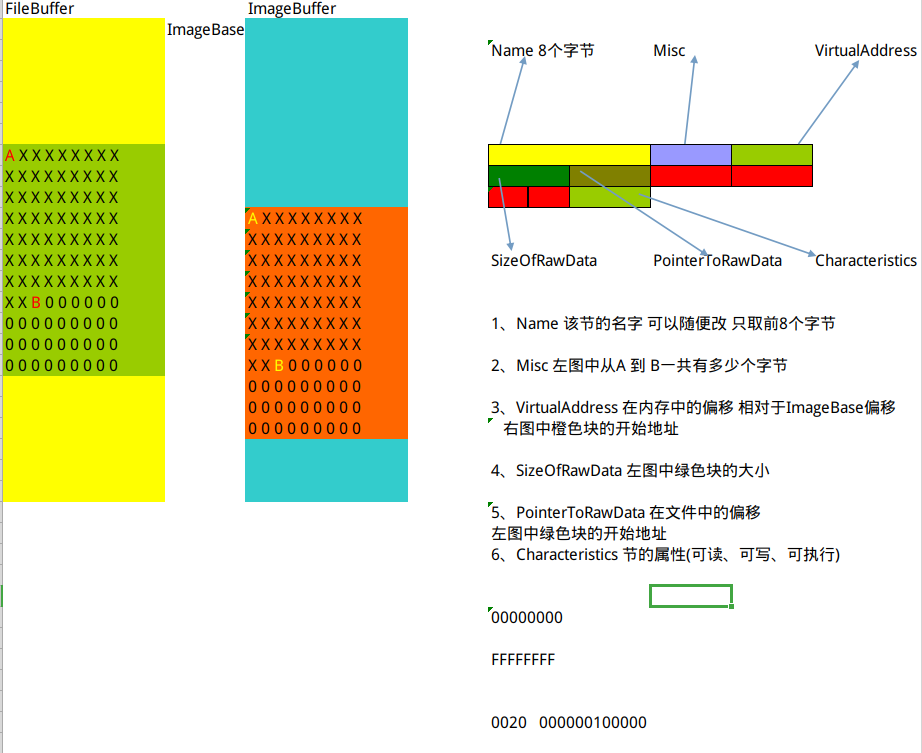 FileBuffer
ImageBase
ImageBuffer
A X X X X X X X X
X X X X X X X X X
X X X X X X X X X
X X X X X X X X X
X X X X X X X X X
X X X X X X X X X
X X X X X X X X X
X X B 0 0 0 0 0 0
0 0 0 0 0 0 0 0 0
0 0 0 0 0 0 0 0 0
0 0 0 0 0 0 0 0 0
A X X X X X X X X
X X X X X X X X X
X X X X X X X X X
X X X X X X X X X
X X X X X X X X X
X X X X X X X X X
X X X X X X X X X
X X B 0 0 0 0 0 0
0 0 0 0 0 0 0 0 0
0 0 0 0 0 0 0 0 0
0 0 0 0 0 0 0 0 0
Name 8个字节
Misc
VirtualAddress
SizeOfRawData
PointerToRawData
Characteristics
1、Name 该节的名字 可以随便改 只取前8个字节
2、Misc 左图中从A 到 B一共有多少个字节
3、VirtualAddress 在内存中的偏移 相对于ImageBase偏移
右图中橙色块的开始地址
4、SizeOfRawData 左图中绿色块的大小
5、PointerToRawData 在文件中的偏移
左图中绿色块的开始地址
6、Characteristics 节的属性(可读、可写、可执行)
00000000
FFFFFFFF
0020 000000100000